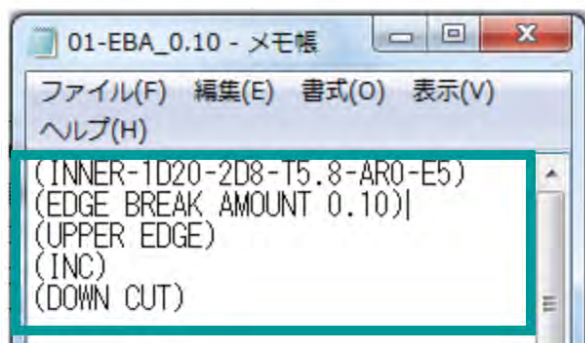 01-EBA_0.10 - メモ帳
ファイル(F) 編集(E) 書式(O) 表示(V)
ヘルプ(H)
(INNER-1D20-2D8-T5.8-AR0-E5)
(EDGE BREAK AMOUNT 0.10)
(UPPER EDGE)
(INC)
(DOWN CUT)